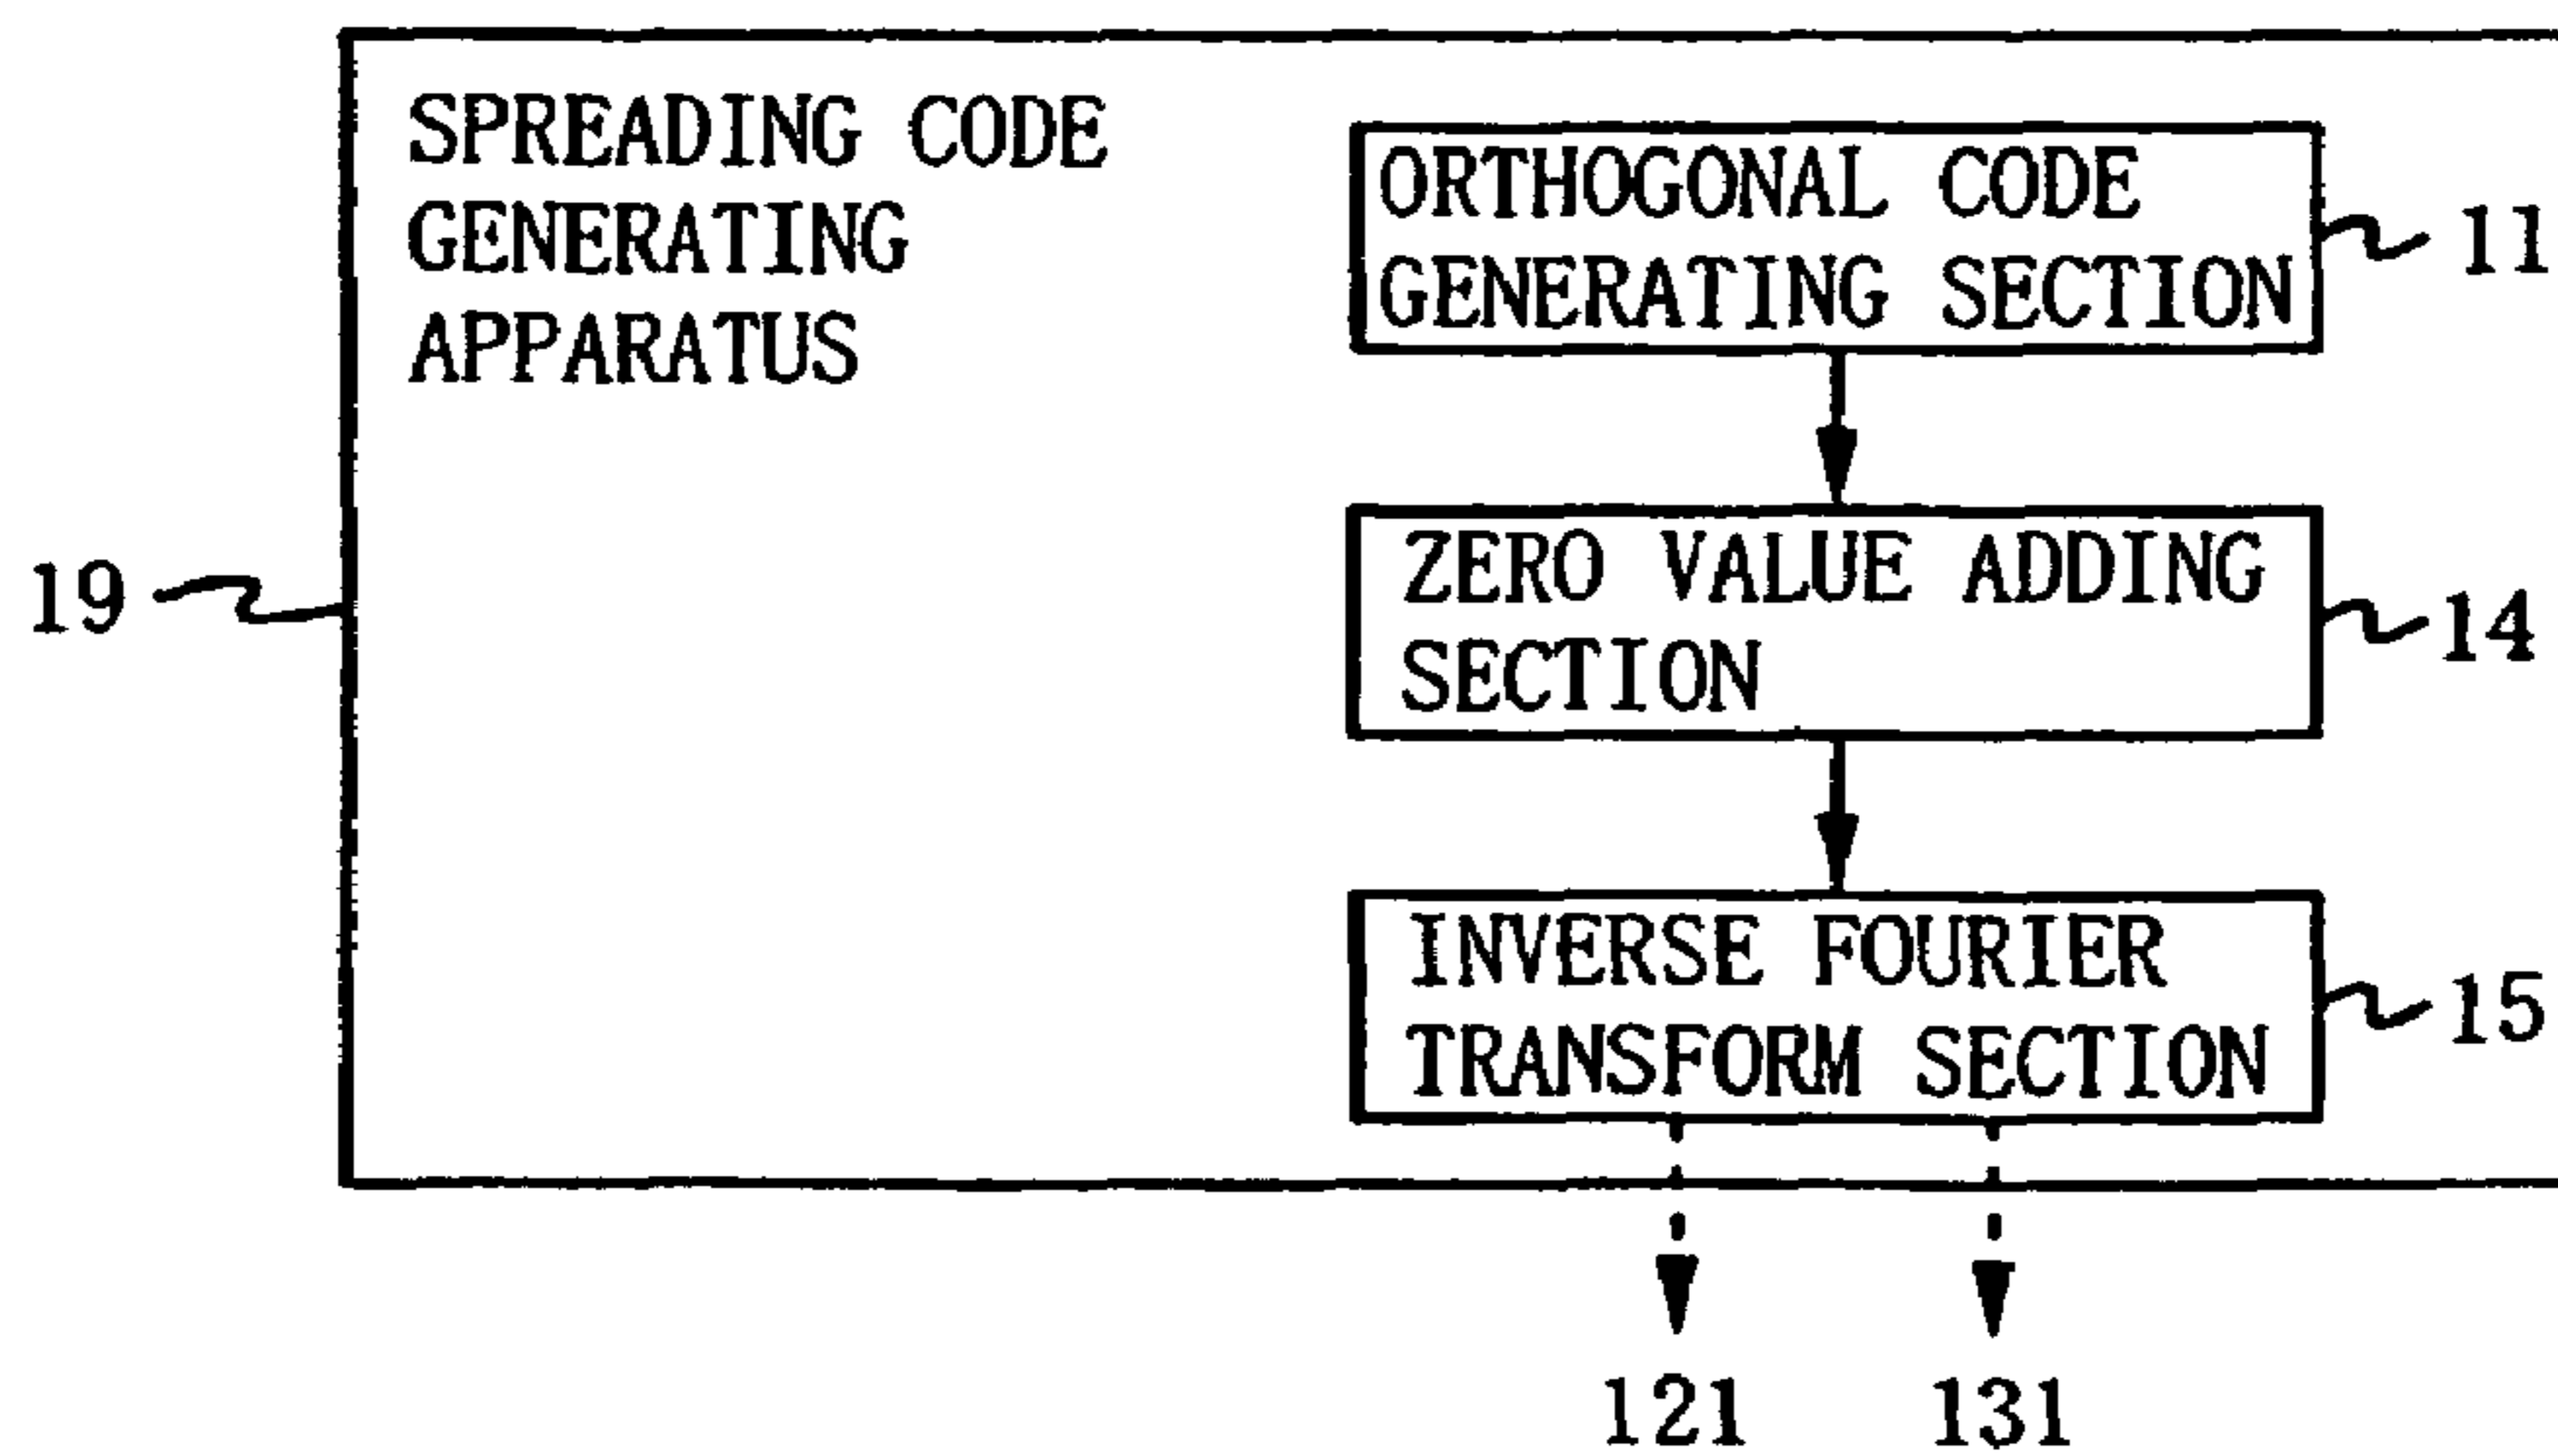 SPREADING CODE
GENERATING
APPARATUS
ORTHOGONAL CODE
GENERATING SECTION
11
ZERO VALUE ADDING
SECTION
14
19
INVERSE FOURIER
TRANSFORM SECTION
15
121
131